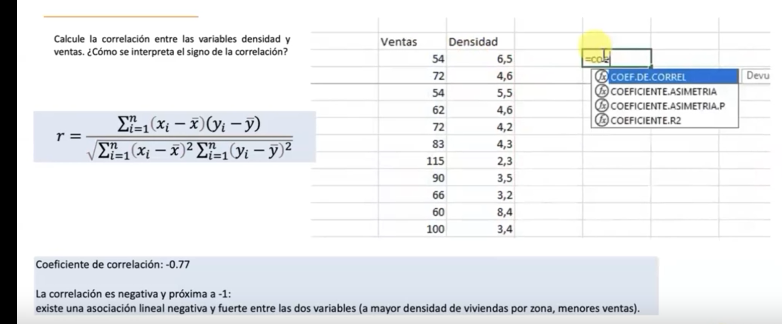 Calcule la correlación entre las variables densidad y
ventas. ¿Cómo se interpreta el signo de la correlación?
r = \frac{\sum_{i=1}^{n}(x_i - \bar{x})(y_i - \bar{y})}{\sqrt{\sum_{i=1}^{n}(x_i - \bar{x})^2 \sum_{i=1}^{n}(y_i - \bar{y})^2}}
Ventas Densidad
54 6,5
72 4,6
54 5,5
62 4,6
72 4,2
83 4,3
115 2,3
90 3,5
66 3,2
60 8,4
100 3,4
=coe
COEF.DE.CORREL Devu
COEFICIENTE.ASIMETRIA
COEFICIENTE.ASIMETRIA.P
COEFICIENTE.R2
Coeficiente de correlación: -0.77
La correlación es negativa y próxima a -1:
existe una asociación lineal negativa y fuerte entre las dos variables (a mayor densidad de viviendas por zona, menores ventas).